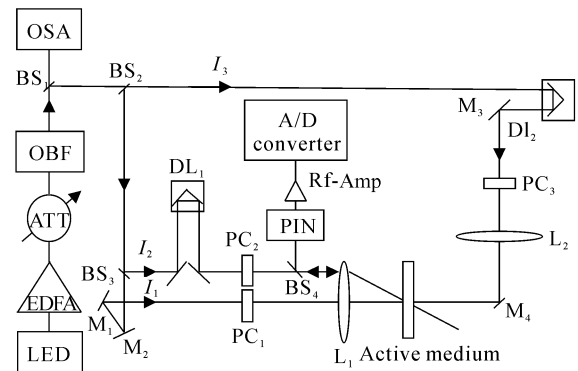 OSA
BS₁
BS₂
I₃
M₃
Dl₂
A/D
converter
OBF
DL₁
Rf-Amp
PC₃
ATT
PC₂
PIN
L₂
I₂
BS₃
BS₄
EDFA
I₁
M₁
M₂
PC₁
M₄
LED
L₁
Active medium